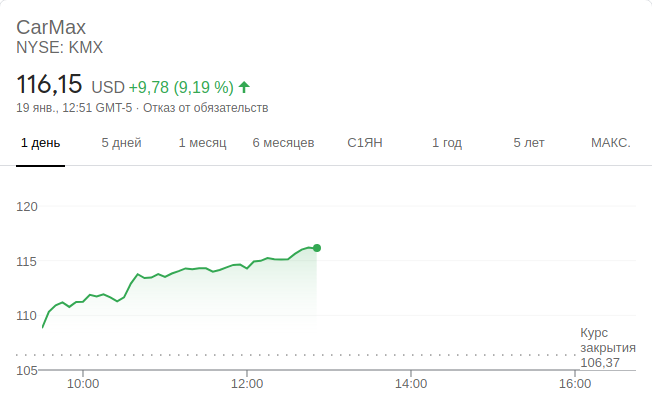 CarMax
NYSE: KMX
116,15 USD +9,78 (9,19 %)
19 янв., 12:51 GMT-5 · Отказ от обязательств
1 день 5 дней 1 месяц 6 месяцев С1ЯН 1 год 5 лет МАКС.
120
115
110
Курс
закрытия
106,37
105
10:00 12:00 14:00 16:00